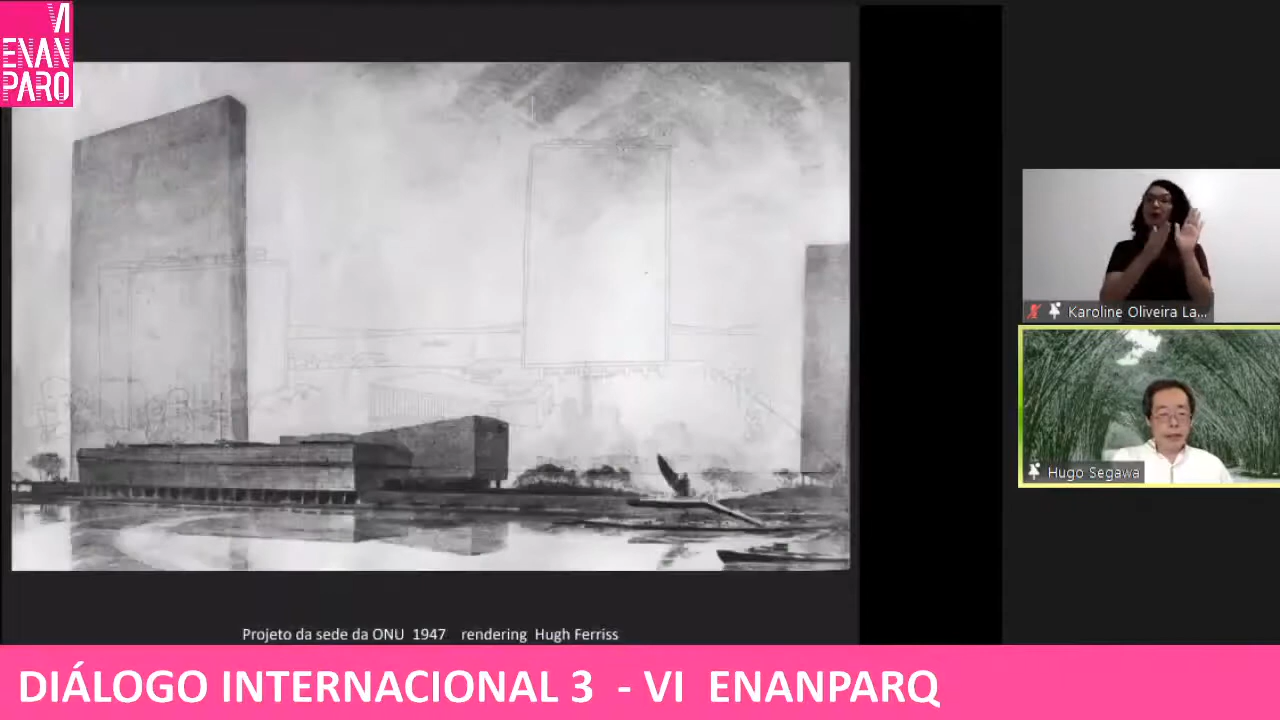 VI
ENAN
PARQ
Karoline Oliveira La...
Hugo Segawa
Projeto da sede da ONU 1947 rendering Hugh Ferriss
DIÁLOGO INTERNACIONAL 3 - VI ENANPARQ